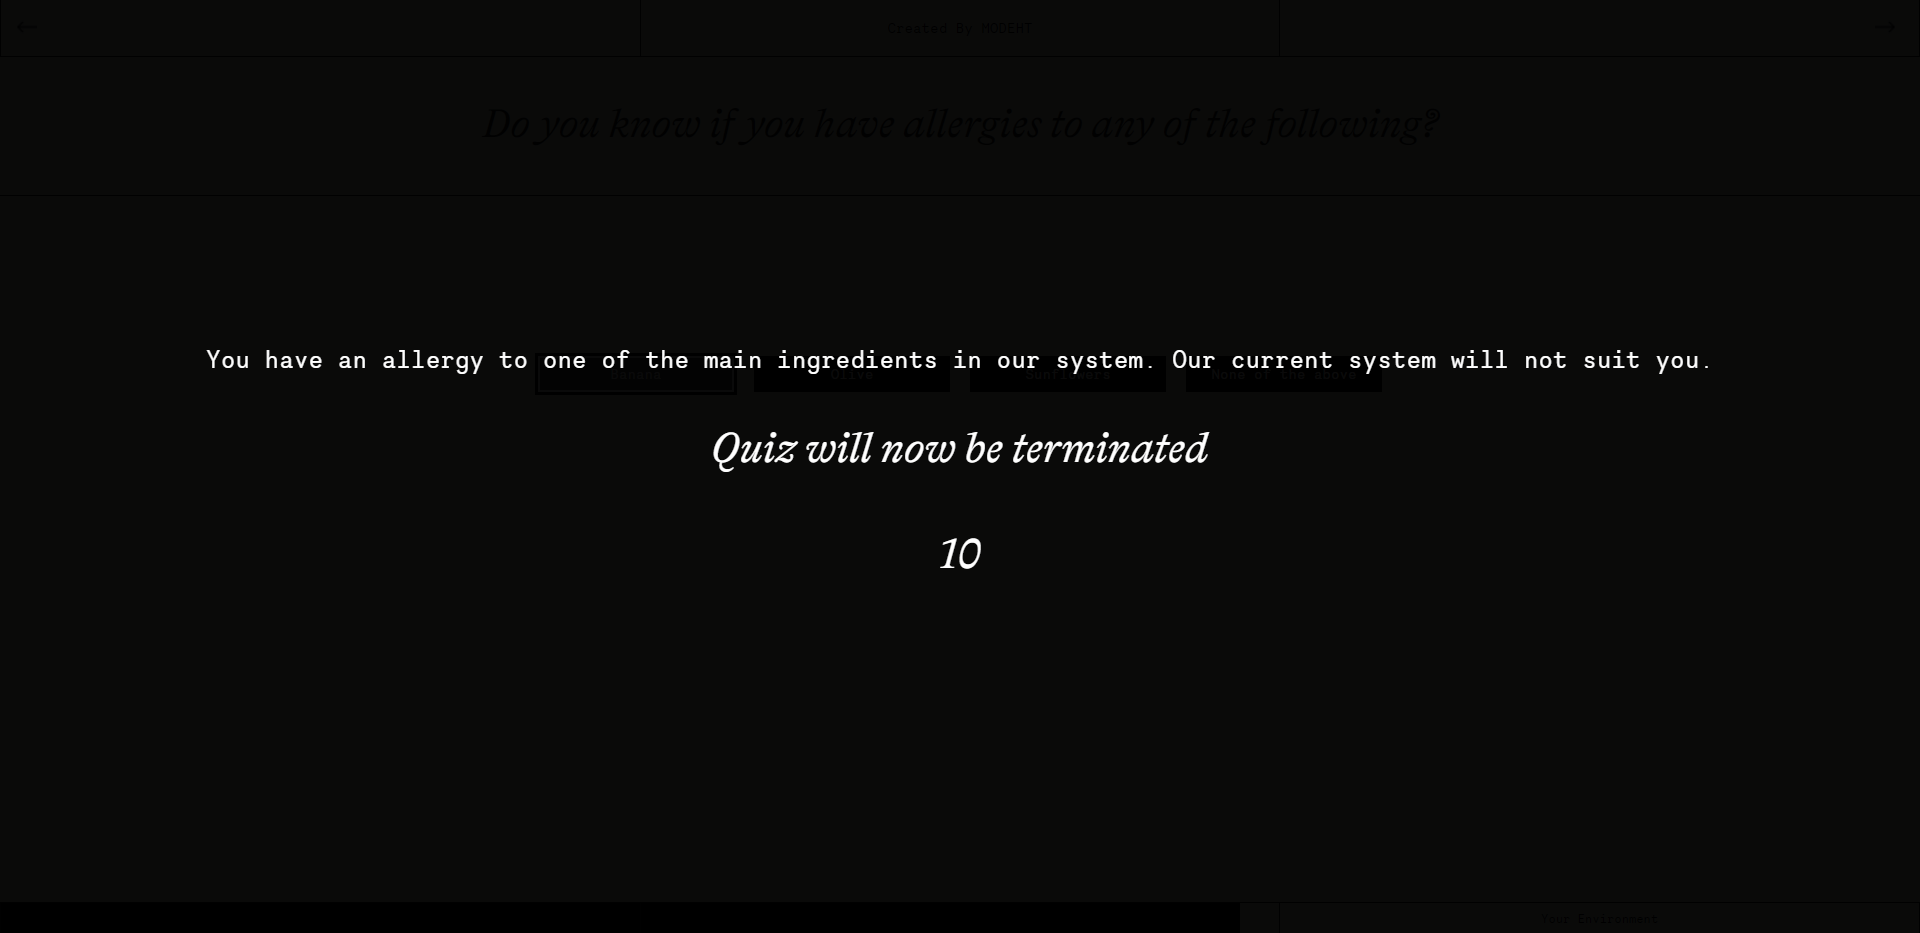 Created By MODEHT
Do you know if you have allergies to any of the following?
You have an allergy to one of the main ingredients in our system. Our current system will not suit you.
Quiz will now be terminated
10
Your Environment